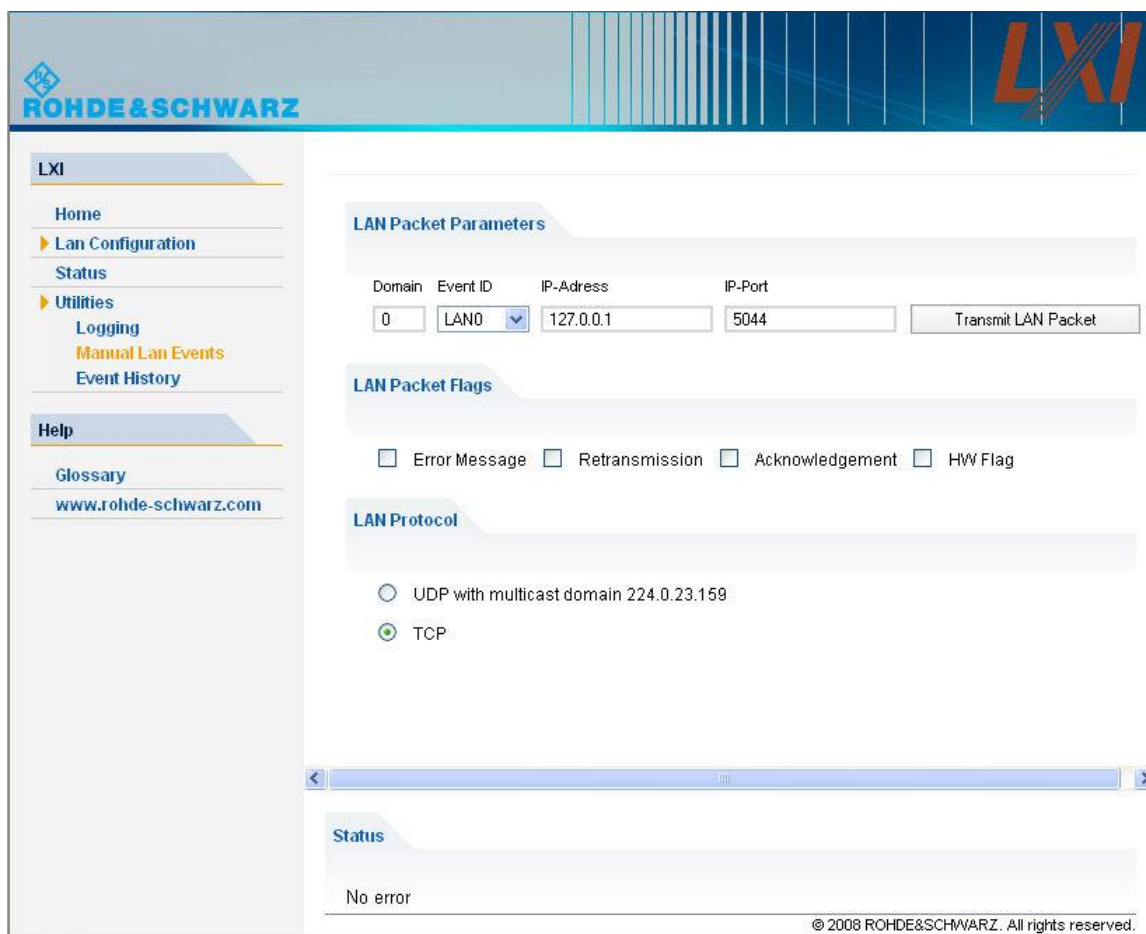 R&S
ROHDE&SCHWARZ
LXI
LXI
Home
Lan Configuration
Status
Utilities
Logging
Manual Lan Events
Event History
Help
Glossary
www.rohde-schwarz.com
LAN Packet Parameters
Domain Event ID IP-Adress IP-Port
0 LAN0 127.0.0.1 5044 Transmit LAN Packet
LAN Packet Flags
Error Message Retransmission Acknowledgement HW Flag
LAN Protocol
UDP with multicast domain 224.0.23.159
TCP
Status
No error
© 2008 ROHDE&SCHWARZ. All rights reserved.